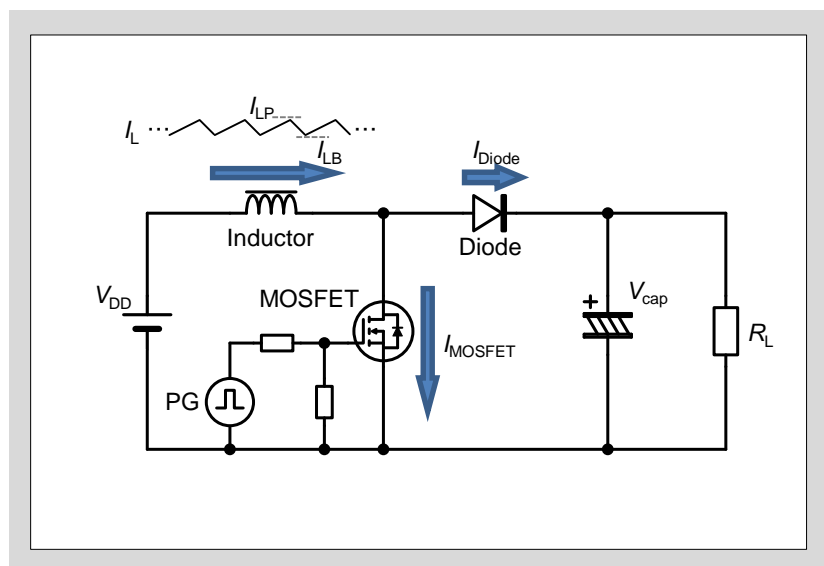 I_LP
I_L ... ...
I_LB
I_Diode
Inductor
Diode
V_DD
MOSFET
+
V_cap
I_MOSFET
R_L
PG